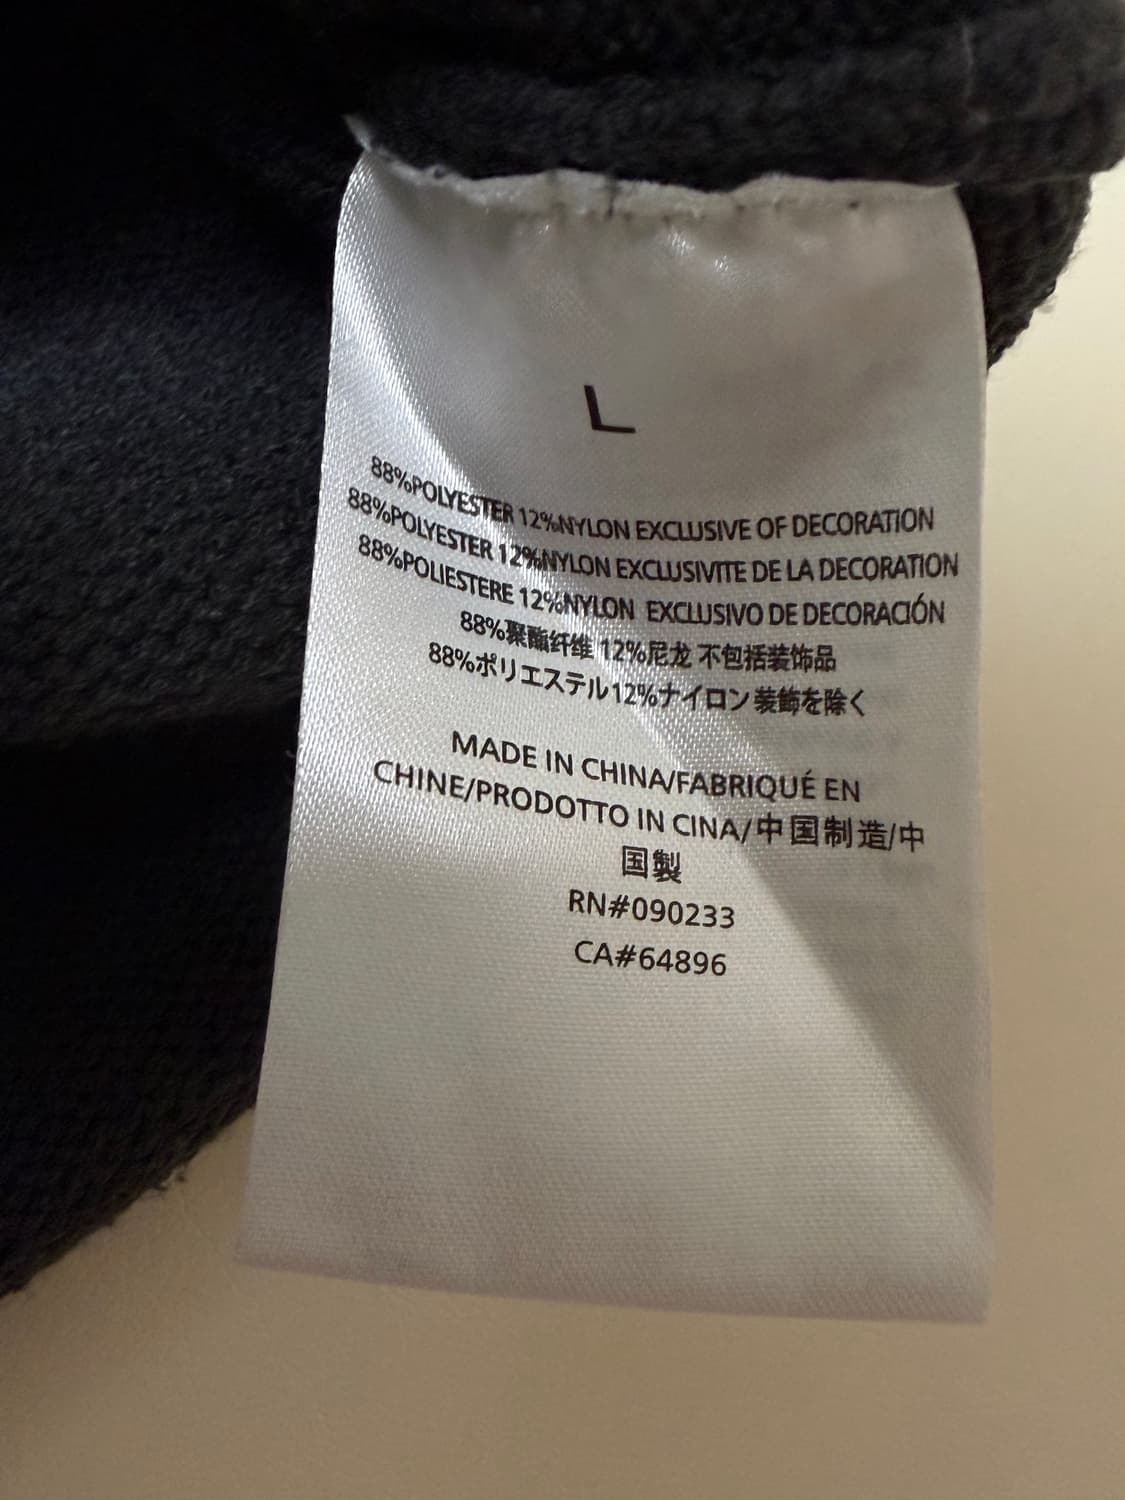 L
88%POLYESTER 12%NYLON EXCLUSIVE OF DECORATION
88%POLYESTER 12%NYLON EXCLUSIVITE DE LA DECORATION
88%POLIESTERE 12%NYLON EXCLUSIVO DE DECORACIÓN
88%聚酯纤维 12%尼龙 不包括装饰品
88%ポリエステル12%ナイロン 装飾を除く
MADE IN CHINA/FABRIQUÉ EN
CHINE/PRODOTTO IN CINA/中国制造/中
国製
RN#090233
CA#64896